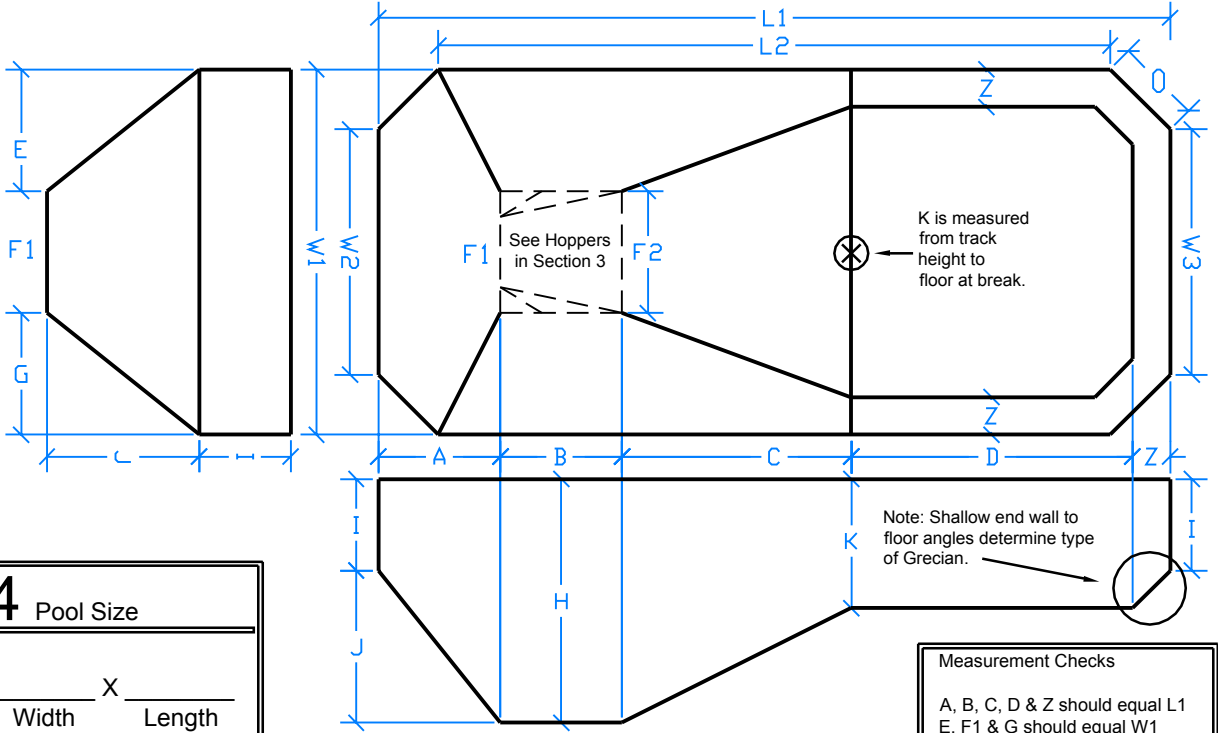 L1
L2
O
Z
E
F1
G
J
I
W1
W2
F1
See Hoppers
in Section 3
F2
K is measured
from track
height to
floor at break.
W3
Z
A
B
C
D
Z
I
J
H
K
Note: Shallow end wall to
floor angles determine type
of Grecian.
I
4 Pool Size
____ X ____
Width Length
Measurement Checks
A, B, C, D & Z should equal L1
E, F1 & G should equal W1